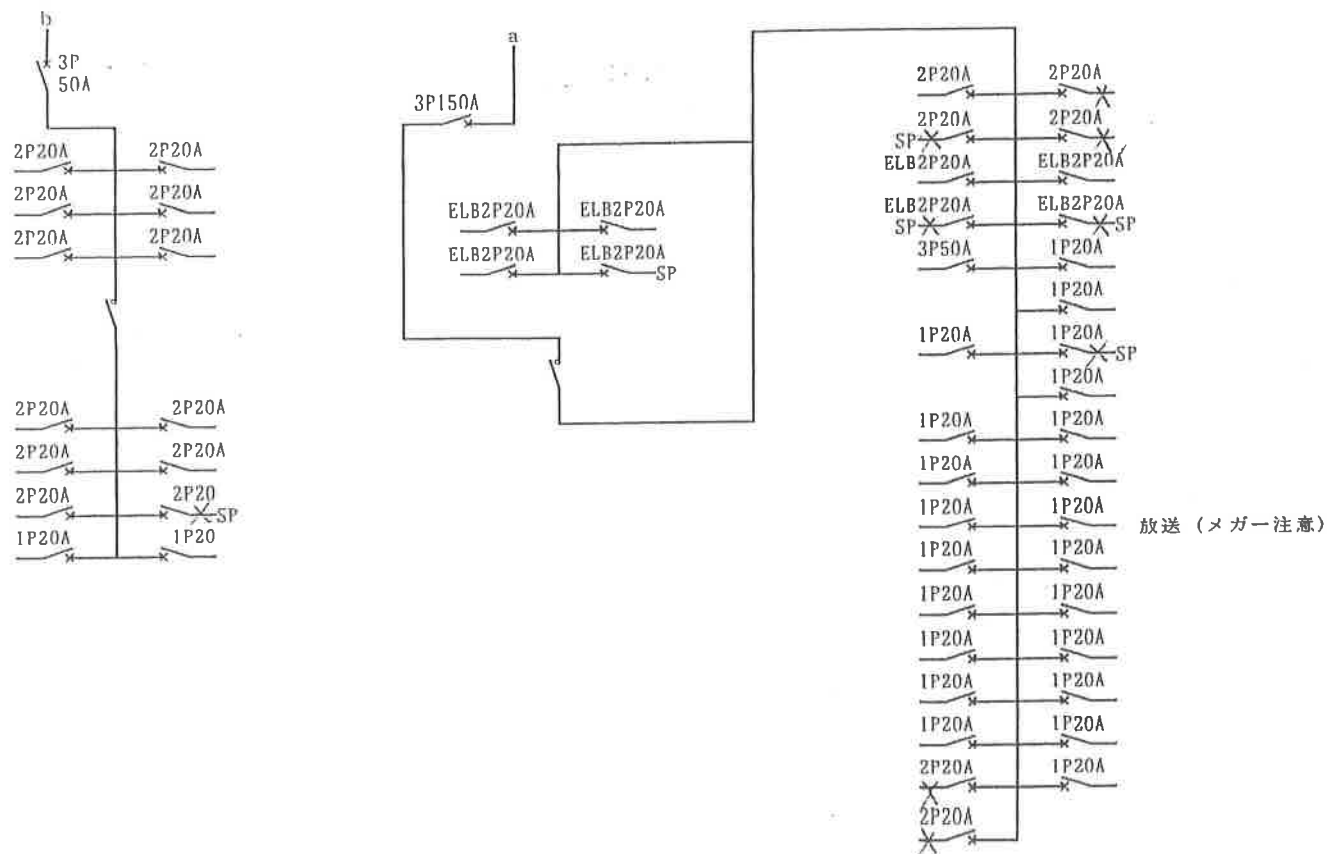 b
3P
50A
2P20A 2P20A
2P20A 2P20A
2P20A 2P20A
2P20A 2P20A
2P20A 2P20A
2P20A 2P20
SP
1P20A 1P20
a
3P150A
ELB2P20A ELB2P20A
ELB2P20A ELB2P20A
SP
2P20A 2P20A
2P20A 2P20A
SP
ELB2P20A ELB2P20A
ELB2P20A ELB2P20A
SP SP
3P50A 1P20A
1P20A
1P20A 1P20A
SP
1P20A
1P20A 1P20A
1P20A 1P20A
1P20A 1P20A
放送 (メガー注意)
1P20A 1P20A
1P20A 1P20A
1P20A 1P20A
1P20A 1P20A
1P20A 1P20A
2P20A 1P20A
2P20A